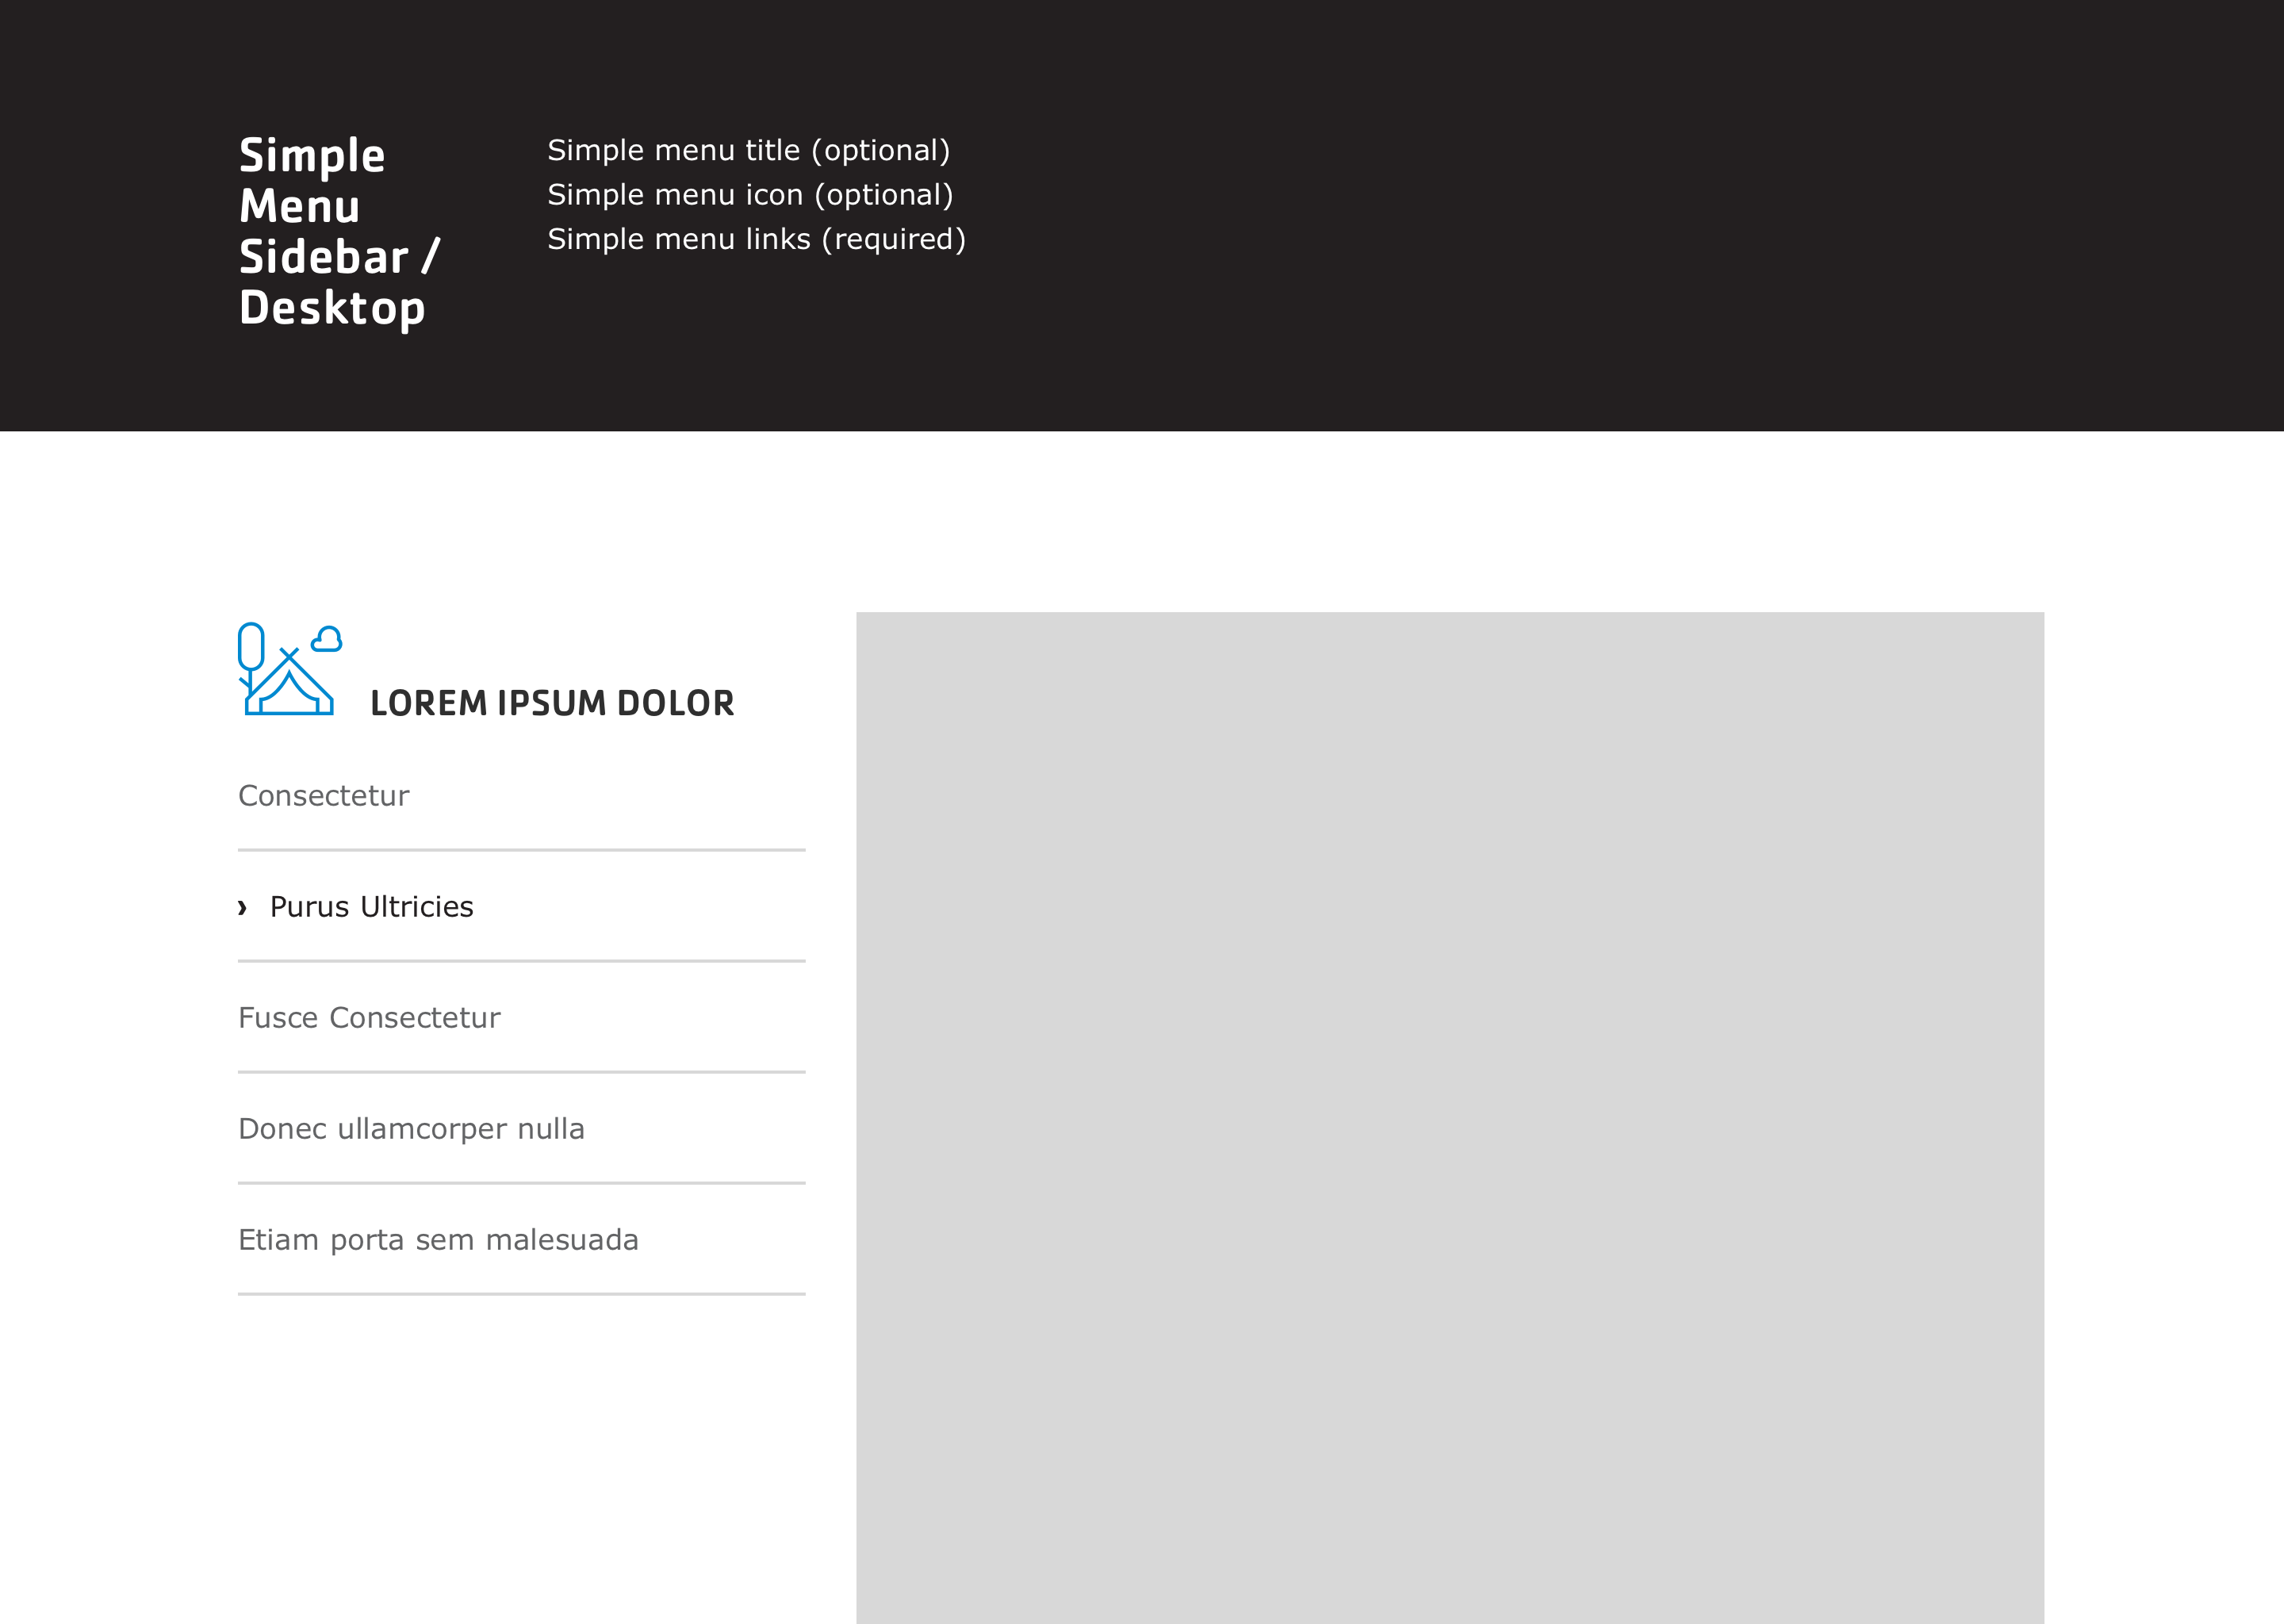 Simple
Menu
Sidebar /
Desktop
Simple menu title (optional)
Simple menu icon (optional)
Simple menu links (required)
LOREM IPSUM DOLOR
Consectetur
› Purus Ultricies
Fusce Consectetur
Donec ullamcorper nulla
Etiam porta sem malesuada